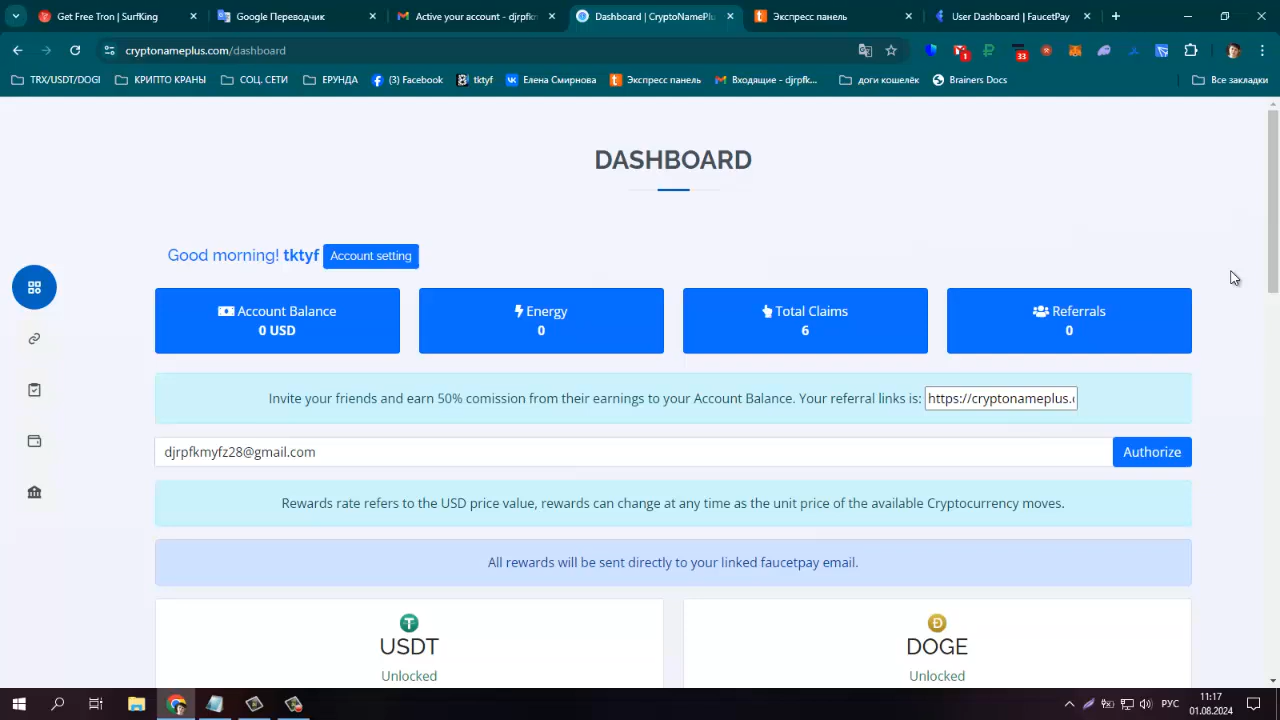 Get Free Tron | SurfKing
Google Переводчик
Active your account - djrpfkn
Dashboard | CryptoNamePlu
Экспресс панель
User Dashboard | FaucetPay
cryptonameplus.com/dashboard
1
33
TRX/USDT/DOGI
КРИПТО КРАНЫ
СОЦ. СЕТИ
ЕРУНДА
(3) Facebook
tktyf
Елена Смирнова
Экспресс панель
Входящие - djrpfk...
доги кошелёк
Brainers Docs
Все закладки
DASHBOARD
Good morning! tktyf
Account setting
Account Balance
0 USD
Energy
0
Total Claims
6
Referrals
0
Invite your friends and earn 50% comission from their earnings to your Account Balance. Your referral links is: https://cryptonameplus.c
djrpfkmyfz28@gmail.com
Authorize
Rewards rate refers to the USD price value, rewards can change at any time as the unit price of the available Cryptocurrency moves.
All rewards will be sent directly to your linked faucetpay email.
USDT
Unlocked
DOGE
Unlocked
РУС
11:17
01.08.2024